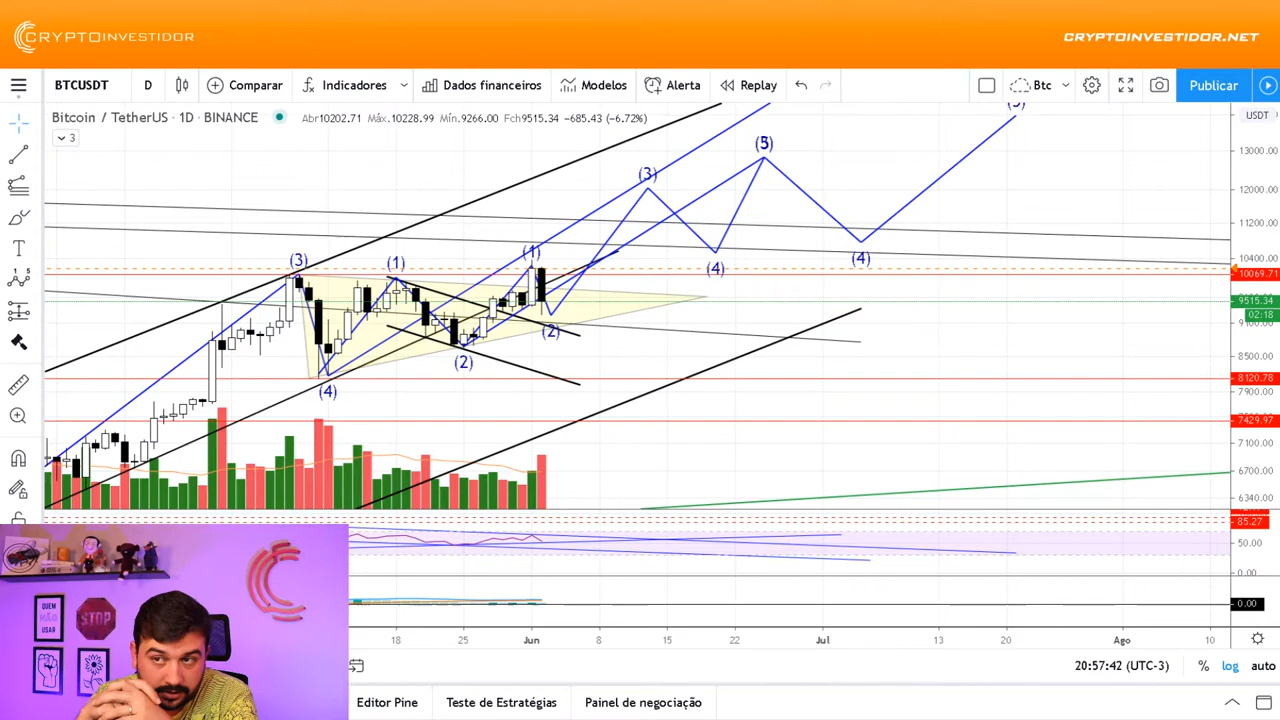 CRYPTOINVESTIDOR
CRYPTOINVESTIDOR.NET
BTCUSDT D Comparar Indicadores Dados financeiros Modelos Alerta Replay Btc Publicar
Bitcoin / TetherUS · 1D · BINANCE Abr10202.71 Máx.10228.99 Mín.9266.00 Fch9515.34 −685.43 (−6.72%) USDT
3
(5)
(3)
13000.00
(3)
12000.00
11200.00
(3) (1) (1) (4) (4)
10400.00
10069.71
9515.34
02:18
(2)
(2)
8500.00
8120.78
(4)
7900.00
7429.97
7100.00
6700.00
6340.00
85.27
50.00
0.00
0.00
QUEM
NÃO
USAR
STOP
18 25 Jun 8 15 22 Jul 13 20 Ago 10
20:57:42 (UTC-3) % log auto
Editor Pine Teste de Estratégias Painel de negociação